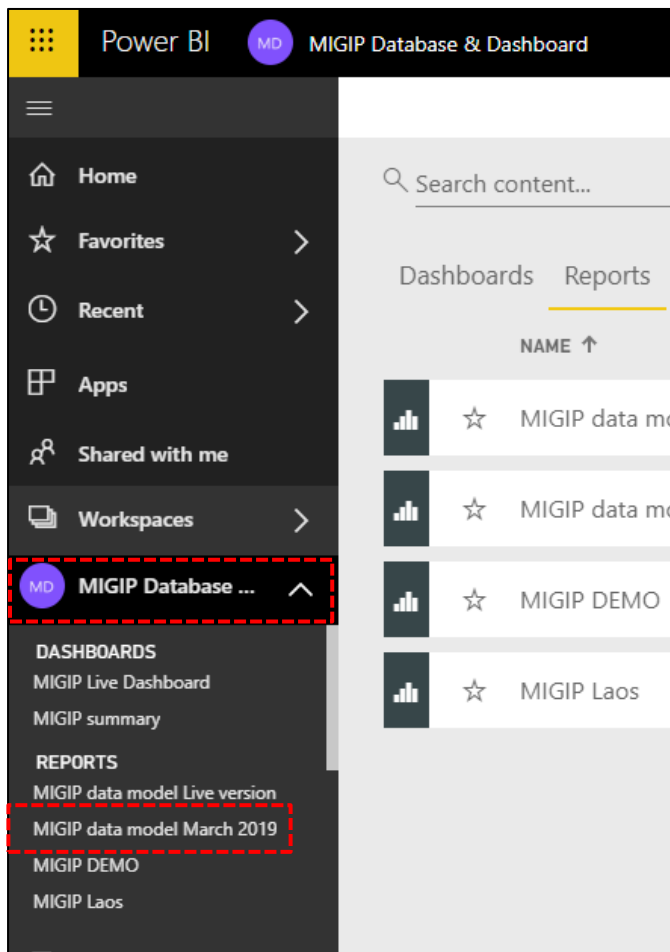 Power BI MD MIGIP Database & Dashboard
Home
Search content...
Favorites
Dashboards Reports
Recent
NAME ↑
Apps
MIGIP data mo
Shared with me
MIGIP data mo
Workspaces
MD MIGIP Database ...
MIGIP DEMO
DASHBOARDS
MIGIP Live Dashboard
MIGIP Laos
MIGIP summary
REPORTS
MIGIP data model Live version
MIGIP data model March 2019
MIGIP DEMO
MIGIP Laos